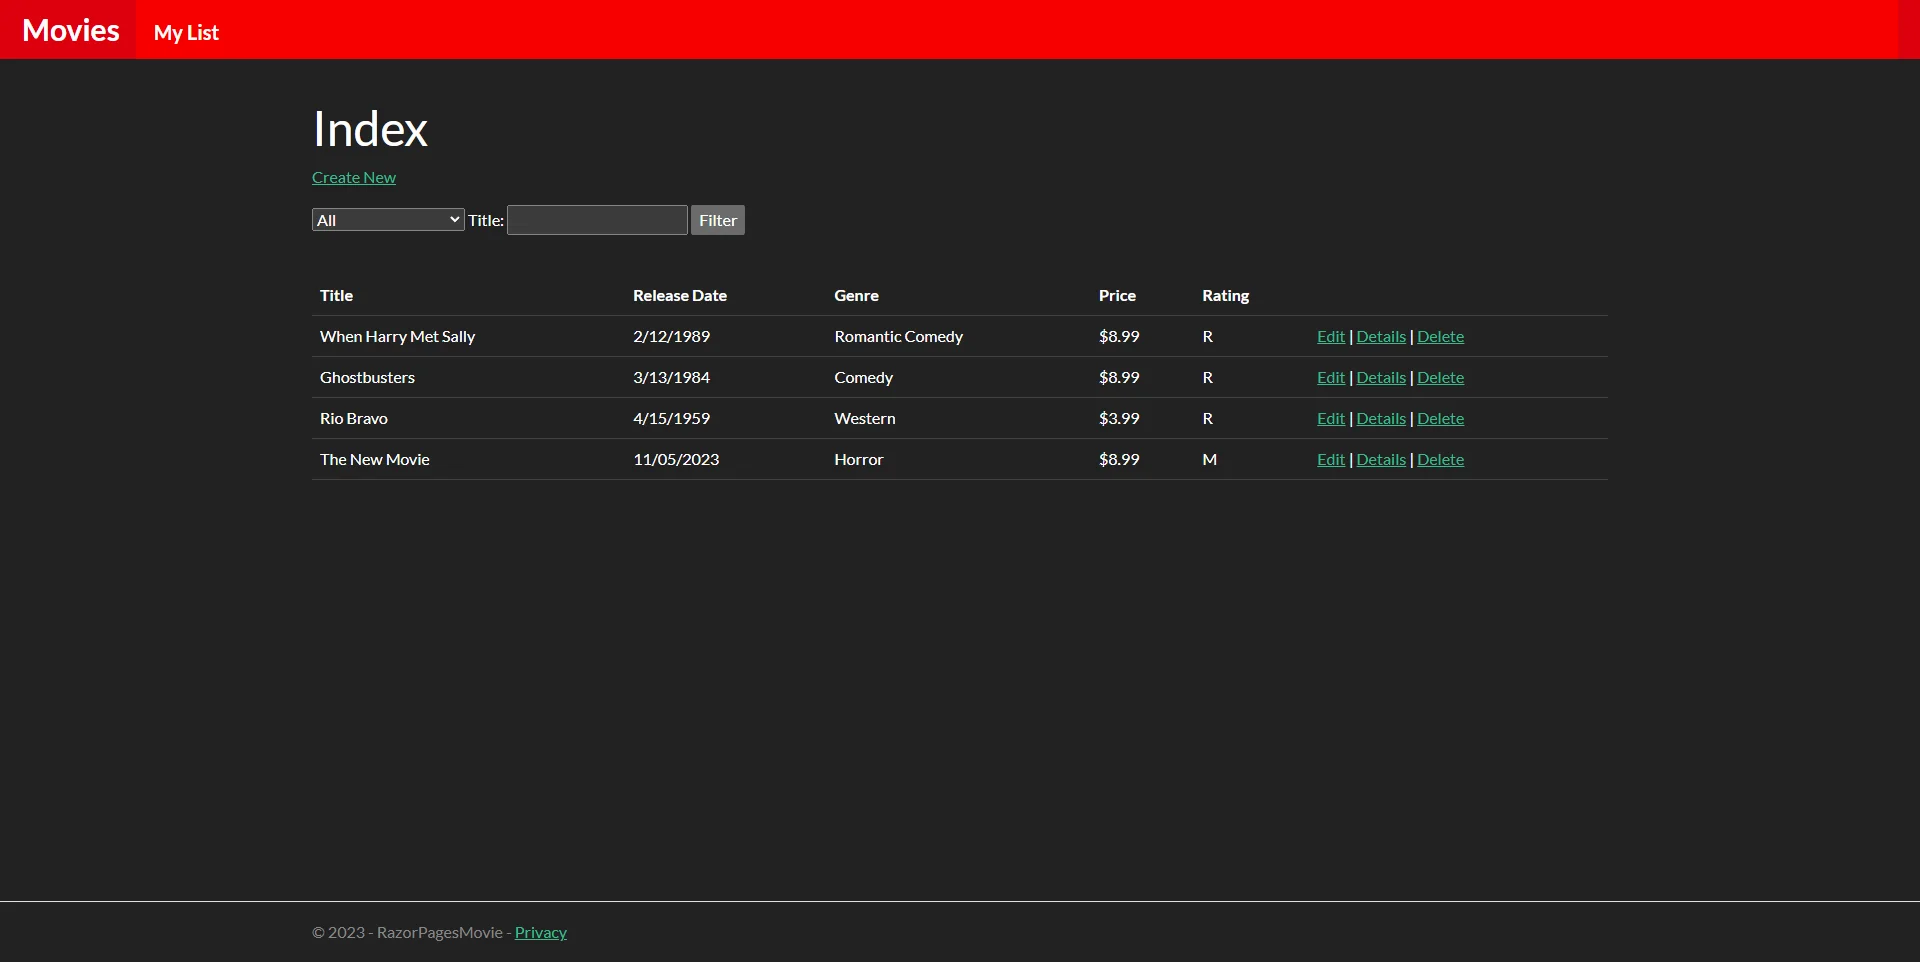 Movies My List
Index
Create New
All Title: Filter
Title Release Date Genre Price Rating
When Harry Met Sally 2/12/1989 Romantic Comedy $8.99 R Edit | Details | Delete
Ghostbusters 3/13/1984 Comedy $8.99 R Edit | Details | Delete
Rio Bravo 4/15/1959 Western $3.99 R Edit | Details | Delete
The New Movie 11/05/2023 Horror $8.99 M Edit | Details | Delete
© 2023 - RazorPagesMovie - Privacy